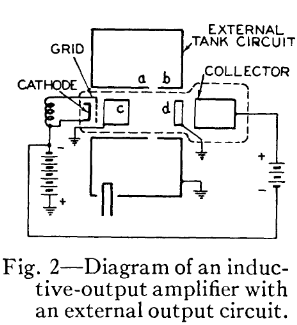 EXTERNAL
TANK CIRCUIT
GRID
a b
COLLECTOR
CATHODE
c
d
-
+
+
-
Fig. 2—Diagram of an induc-
tive-output amplifier with
an external output circuit.